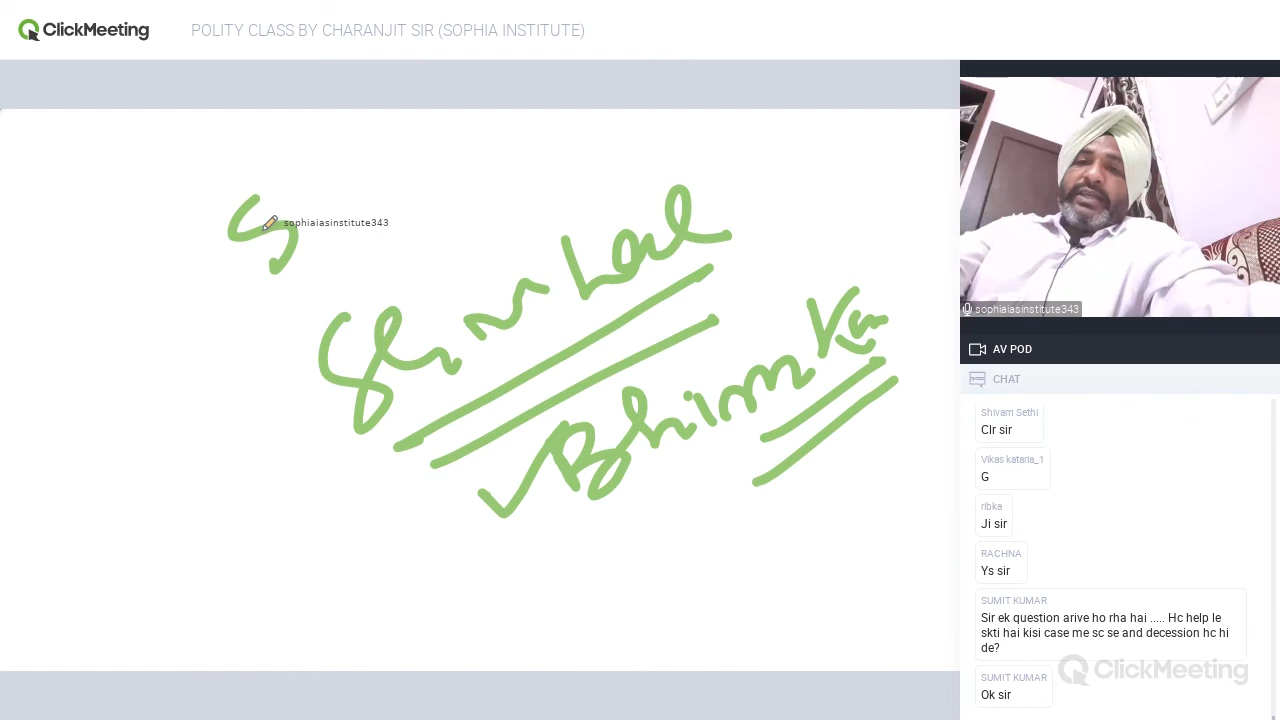 ClickMeeting
POLITY CLASS BY CHARANJIT SIR (SOPHIA INSTITUTE)
S
sophiaiasinstitute343
Lal
Bhim
sophiaiasinstitute343
AV POD
CHAT
Shivam Sethi
Clr sir
Vikas kataria_1
G
ribka
Ji sir
RACHNA
Ys sir
SUMIT KUMAR
Sir ek question arive ho rha hai ..... Hc help le
skti hai kisi case me sc se and decession hc hi
de?
ClickMeeting
SUMIT KUMAR
Ok sir